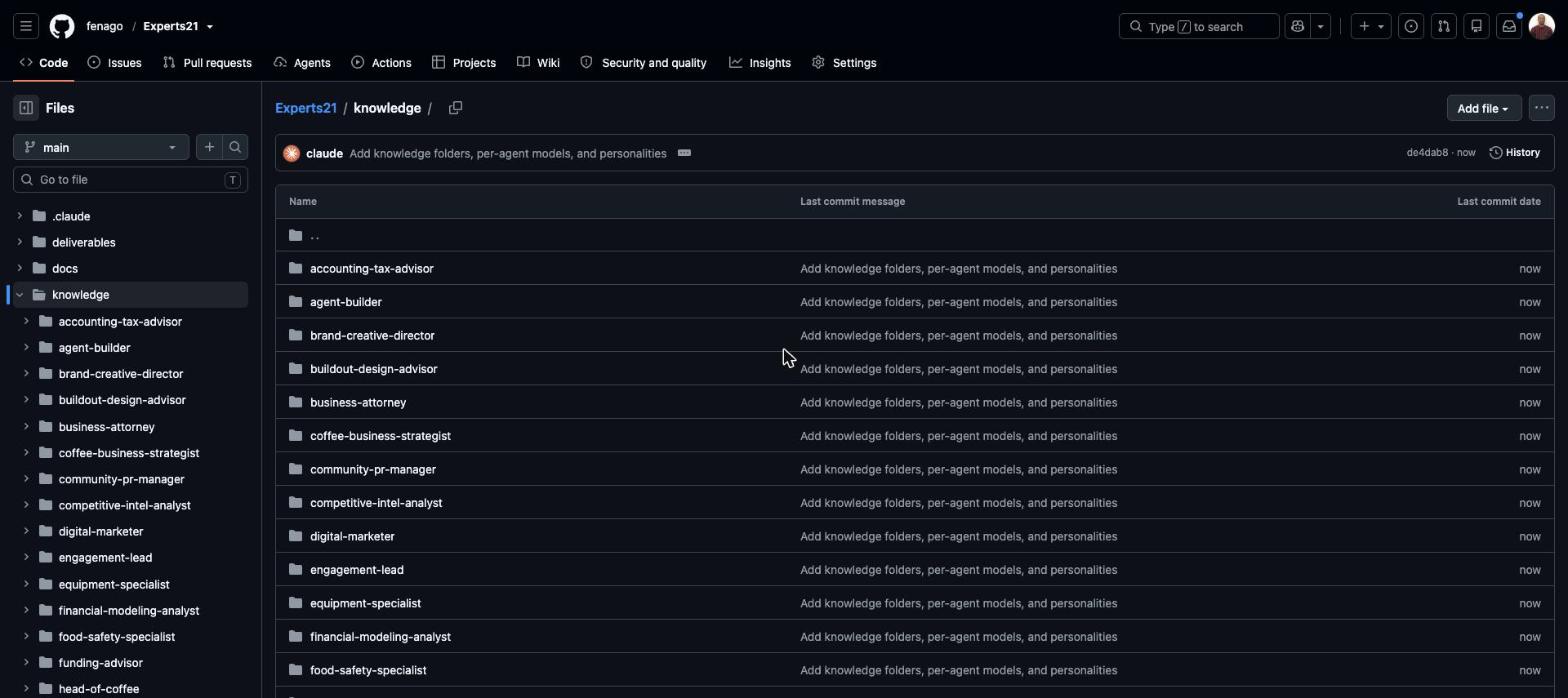 fenago / Experts21
Type / to search
Code Issues Pull requests Agents Actions Projects Wiki Security and quality Insights Settings
Files
main
Go to file T
.claude
deliverables
docs
knowledge
accounting-tax-advisor
agent-builder
brand-creative-director
buildout-design-advisor
business-attorney
coffee-business-strategist
community-pr-manager
competitive-intel-analyst
digital-marketer
engagement-lead
equipment-specialist
financial-modeling-analyst
food-safety-specialist
funding-advisor
head-of-coffee
Experts21 / knowledge /
Add file
claude Add knowledge folders, per-agent models, and personalities
de4dab8 · now History
Name Last commit message Last commit date
..
accounting-tax-advisor Add knowledge folders, per-agent models, and personalities now
agent-builder Add knowledge folders, per-agent models, and personalities now
brand-creative-director Add knowledge folders, per-agent models, and personalities now
buildout-design-advisor Add knowledge folders, per-agent models, and personalities now
business-attorney Add knowledge folders, per-agent models, and personalities now
coffee-business-strategist Add knowledge folders, per-agent models, and personalities now
community-pr-manager Add knowledge folders, per-agent models, and personalities now
competitive-intel-analyst Add knowledge folders, per-agent models, and personalities now
digital-marketer Add knowledge folders, per-agent models, and personalities now
engagement-lead Add knowledge folders, per-agent models, and personalities now
equipment-specialist Add knowledge folders, per-agent models, and personalities now
financial-modeling-analyst Add knowledge folders, per-agent models, and personalities now
food-safety-specialist Add knowledge folders, per-agent models, and personalities now